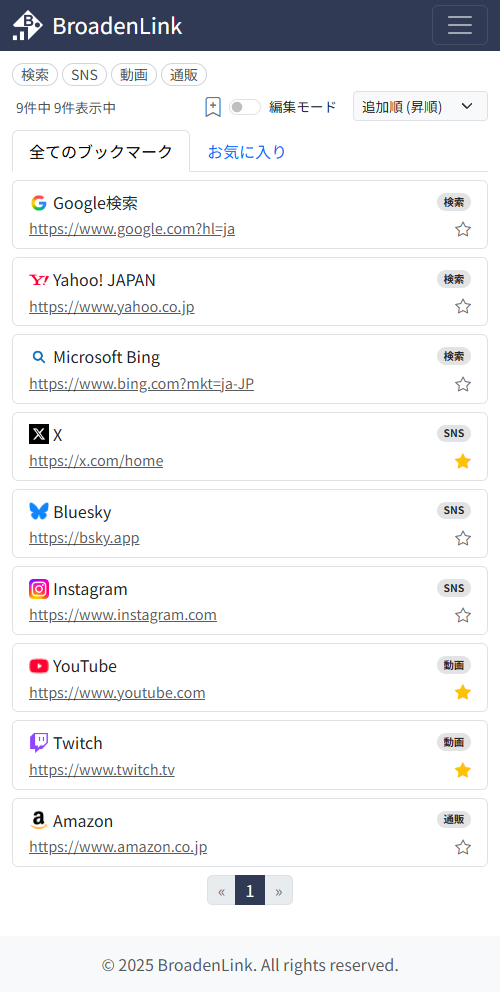 BroadenLink
検索 SNS 動画 通販
9件中 9件表示中 編集モード 追加順 (昇順)
全てのブックマーク お気に入り
Google検索 検索
https://www.google.com?hl=ja
Yahoo! JAPAN 検索
https://www.yahoo.co.jp
Microsoft Bing 検索
https://www.bing.com?mkt=ja-JP
X SNS
https://x.com/home
Bluesky SNS
https://bsky.app
Instagram SNS
https://www.instagram.com
YouTube 動画
https://www.youtube.com
Twitch 動画
https://www.twitch.tv
Amazon 通販
https://www.amazon.co.jp
« 1 »
© 2025 BroadenLink. All rights reserved.